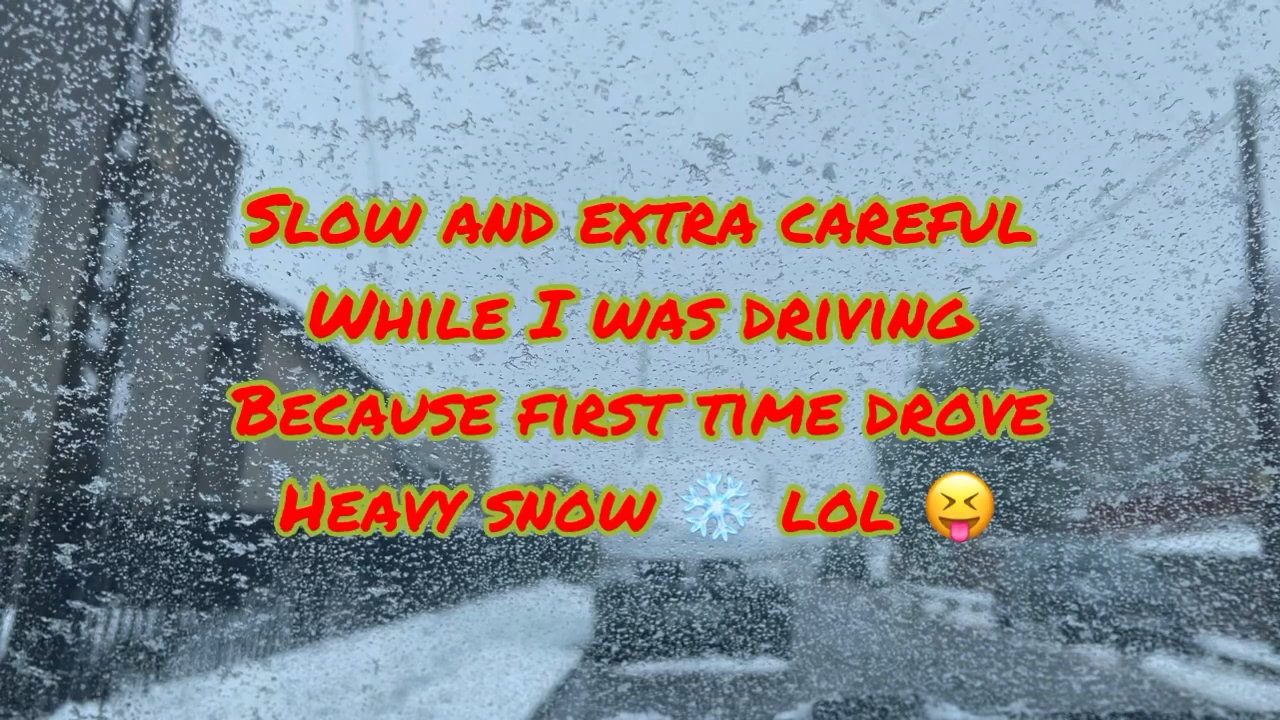 Slow and extra careful
While I was driving
Because first time drove
Heavy snow ❄️ lol 😝